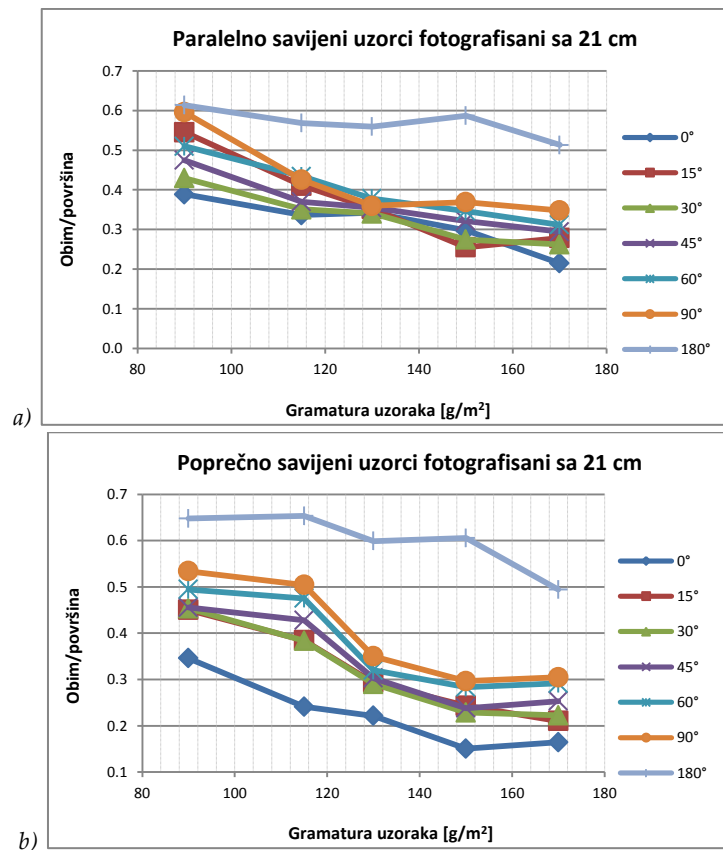 Paralelno savijeni uzorci fotografisani sa 21 cm
0.7
0.6
0.5
0.4
0.3
0.2
0.1
0.0
Obim/površina
80 100 120 140 160 180
Gramatura uzoraka [g/m²]
0°
15°
30°
45°
60°
90°
180°
a)
Poprečno savijeni uzorci fotografisani sa 21 cm
0.7
0.6
0.5
0.4
0.3
0.2
0.1
Obim/površina
80 100 120 140 160 180
Gramatura uzoraka [g/m²]
0°
15°
30°
45°
60°
90°
180°
b)